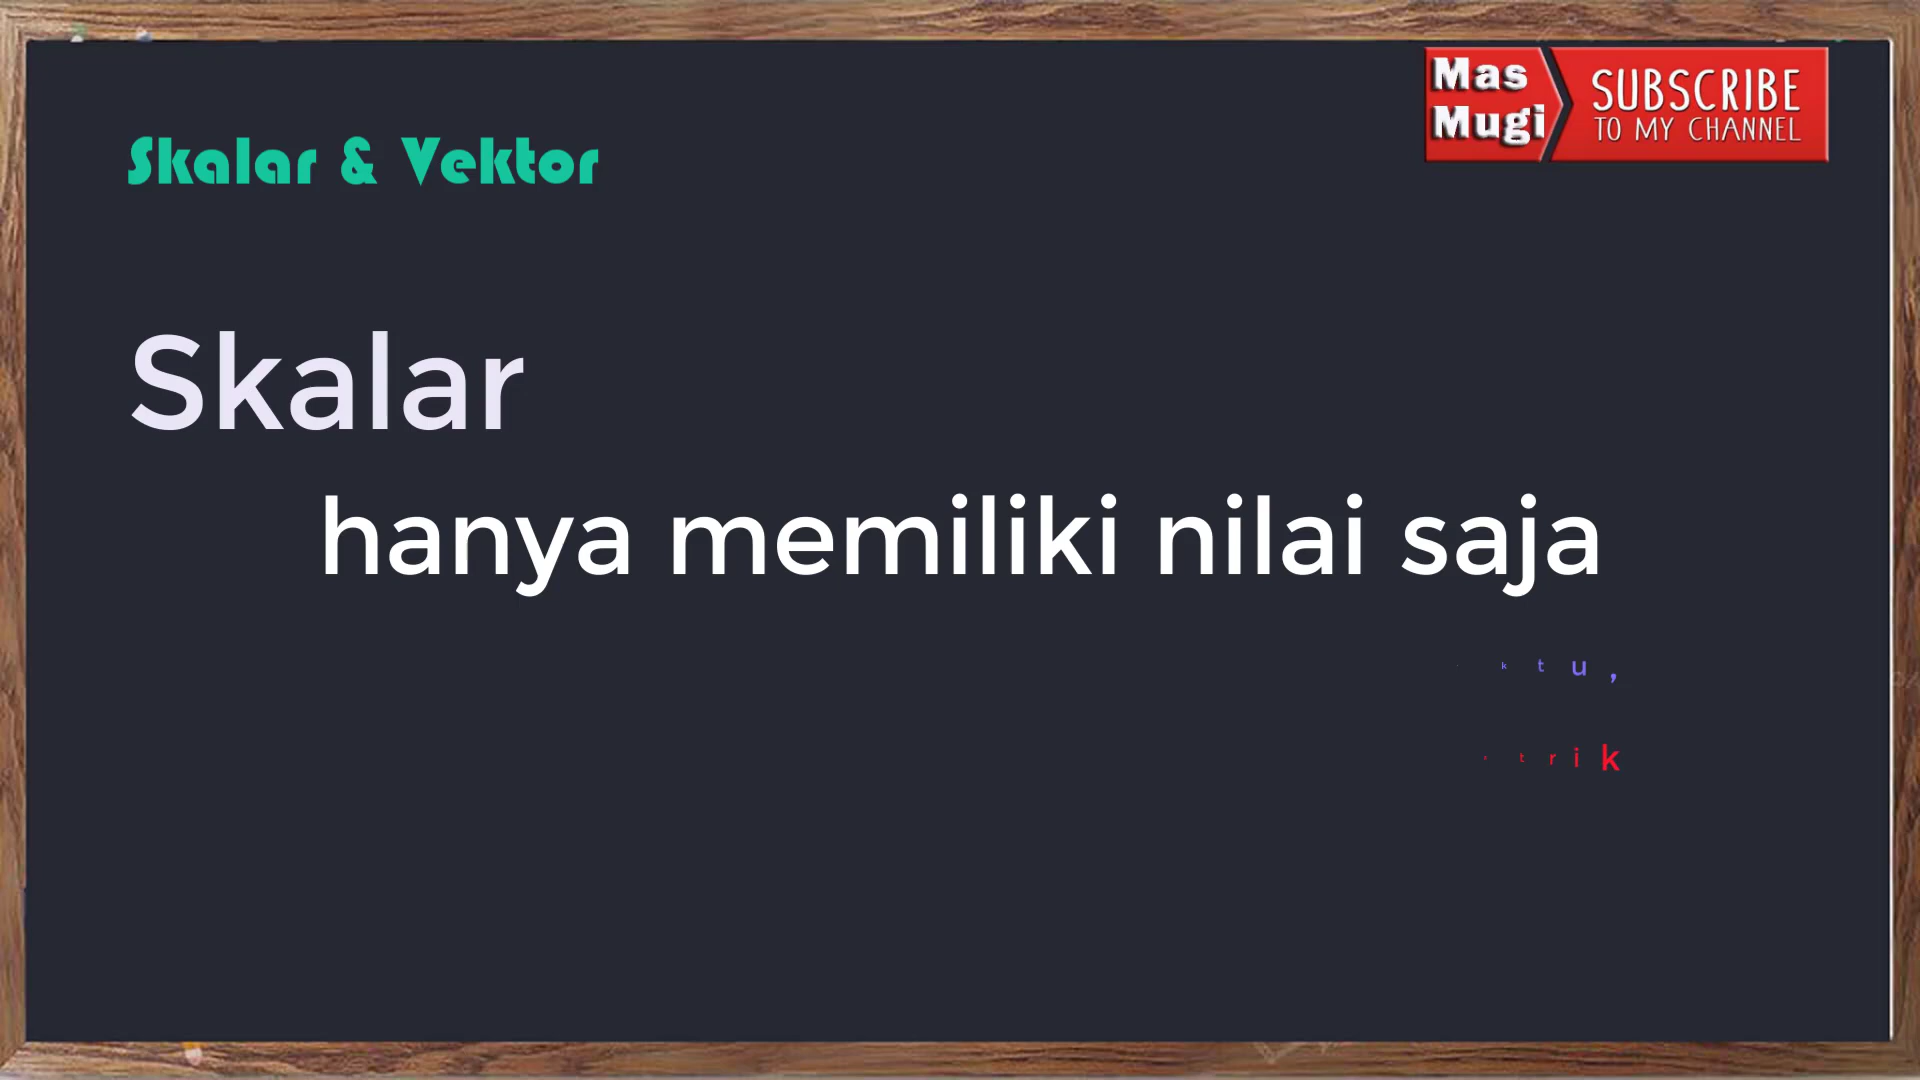 Mas
Mugi
SUBSCRIBE
TO MY CHANNEL
Skalar & Vektor
Skalar
hanya memiliki nilai saja